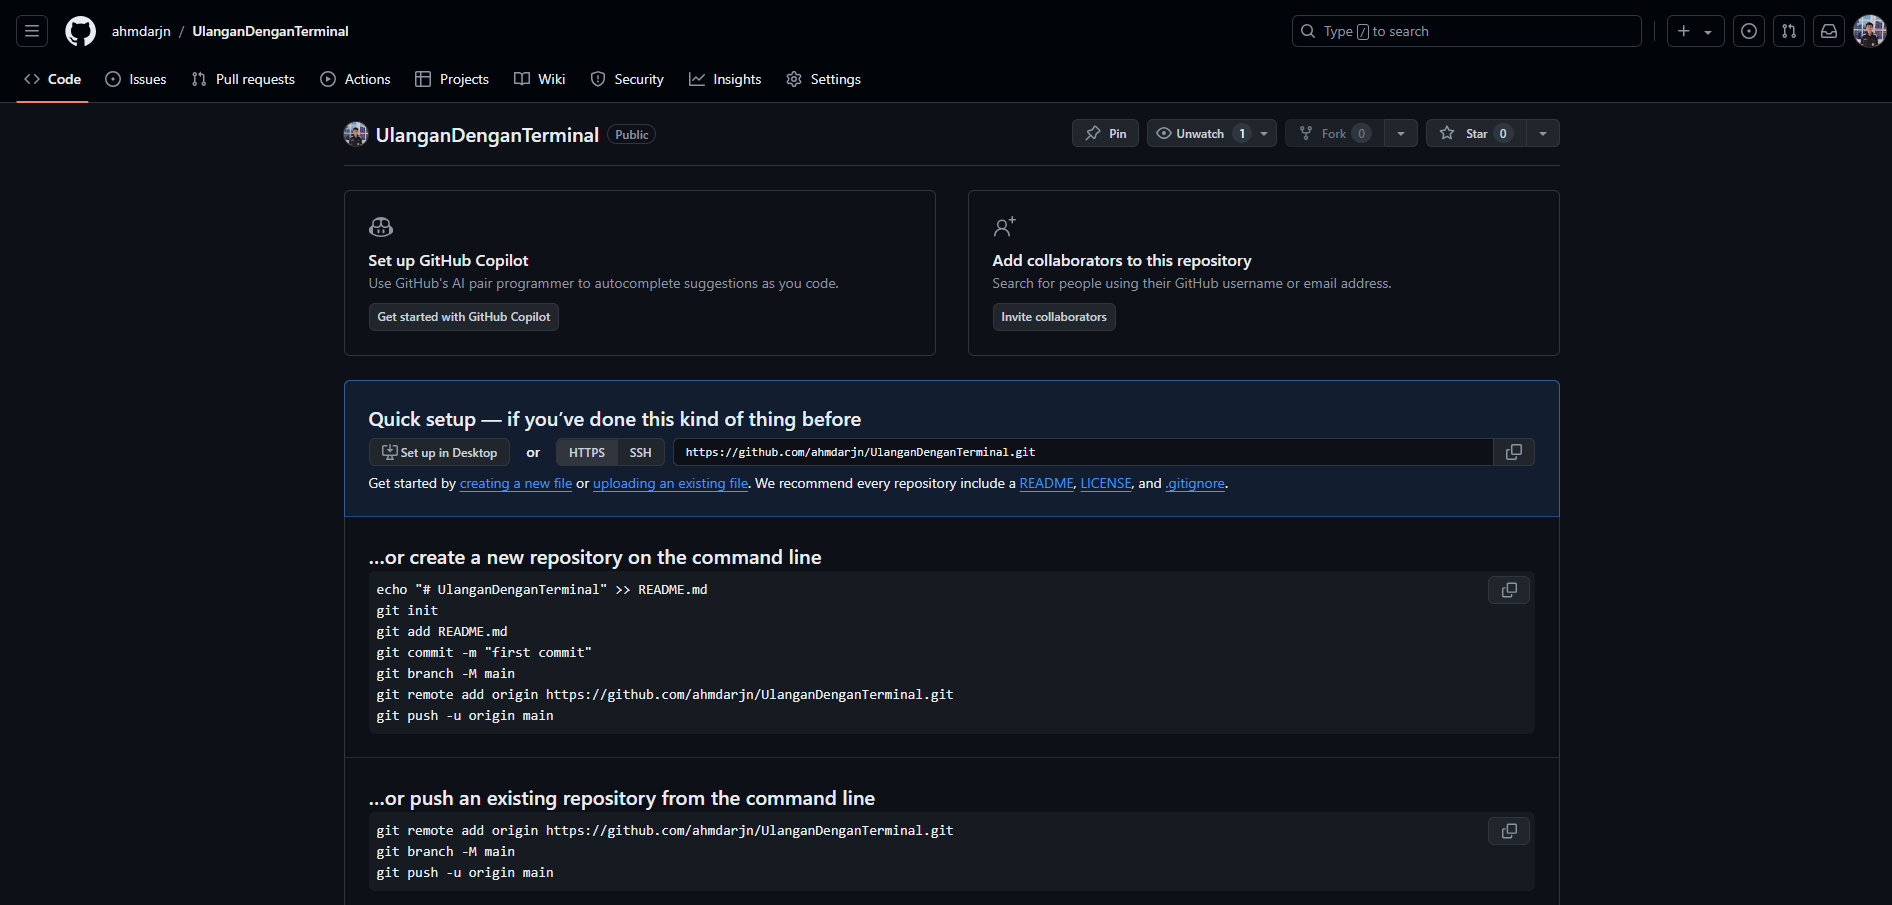 ahmdarjn / UlanganDenganTerminal
Type / to search
Code Issues Pull requests Actions Projects Wiki Security Insights Settings
UlanganDenganTerminal Public
Pin Unwatch 1 Fork 0 Star 0
Set up GitHub Copilot
Use GitHub's AI pair programmer to autocomplete suggestions as you code.
Get started with GitHub Copilot
Add collaborators to this repository
Search for people using their GitHub username or email address.
Invite collaborators
Quick setup — if you’ve done this kind of thing before
Set up in Desktop or HTTPS SSH https://github.com/ahmdarjn/UlanganDenganTerminal.git
Get started by creating a new file or uploading an existing file. We recommend every repository include a README, LICENSE, and .gitignore.
…or create a new repository on the command line
echo "# UlanganDenganTerminal" >> README.md
git init
git add README.md
git commit -m "first commit"
git branch -M main
git remote add origin https://github.com/ahmdarjn/UlanganDenganTerminal.git
git push -u origin main
…or push an existing repository from the command line
git remote add origin https://github.com/ahmdarjn/UlanganDenganTerminal.git
git branch -M main
git push -u origin main